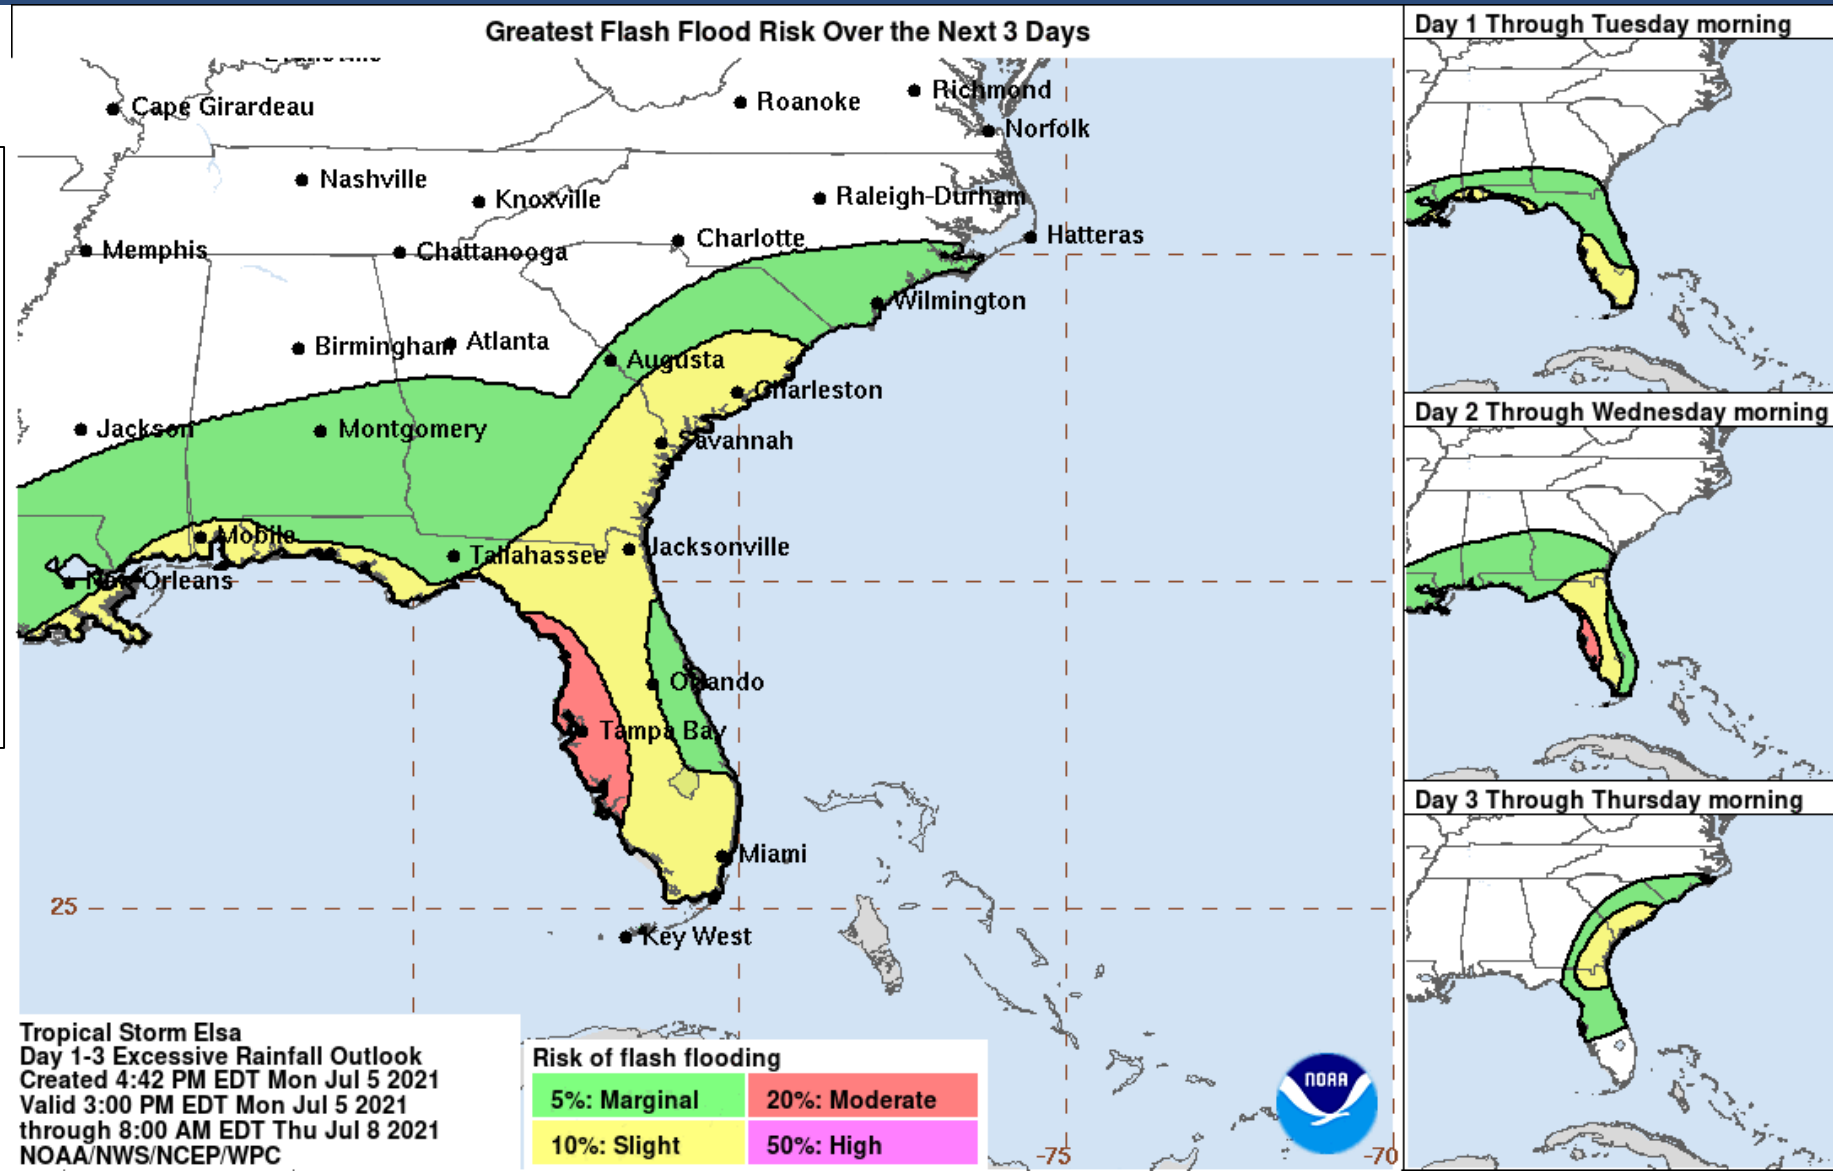 Greatest Flash Flood Risk Over the Next 3 Days
Evansville
Cape Girardeau
Roanoke
Richmond
Norfolk
Nashville
Knoxville
Raleigh-Durham
Memphis
Chattanooga
Charlotte
Hatteras
Wilmington
Birmingham
Atlanta
Augusta
Charleston
Jackson
Montgomery
Savannah
Mobile
Tallahassee
Jacksonville
New Orleans
Orlando
Tampa Bay
Miami
25
Key West
-75
-70
Tropical Storm Elsa
Day 1-3 Excessive Rainfall Outlook
Created 4:42 PM EDT Mon Jul 5 2021
Valid 3:00 PM EDT Mon Jul 5 2021
through 8:00 AM EDT Thu Jul 8 2021
NOAA/NWS/NCEP/WPC
Risk of flash flooding
5%: Marginal
20%: Moderate
10%: Slight
50%: High
NOAA
Day 1 Through Tuesday morning
Day 2 Through Wednesday morning
Day 3 Through Thursday morning